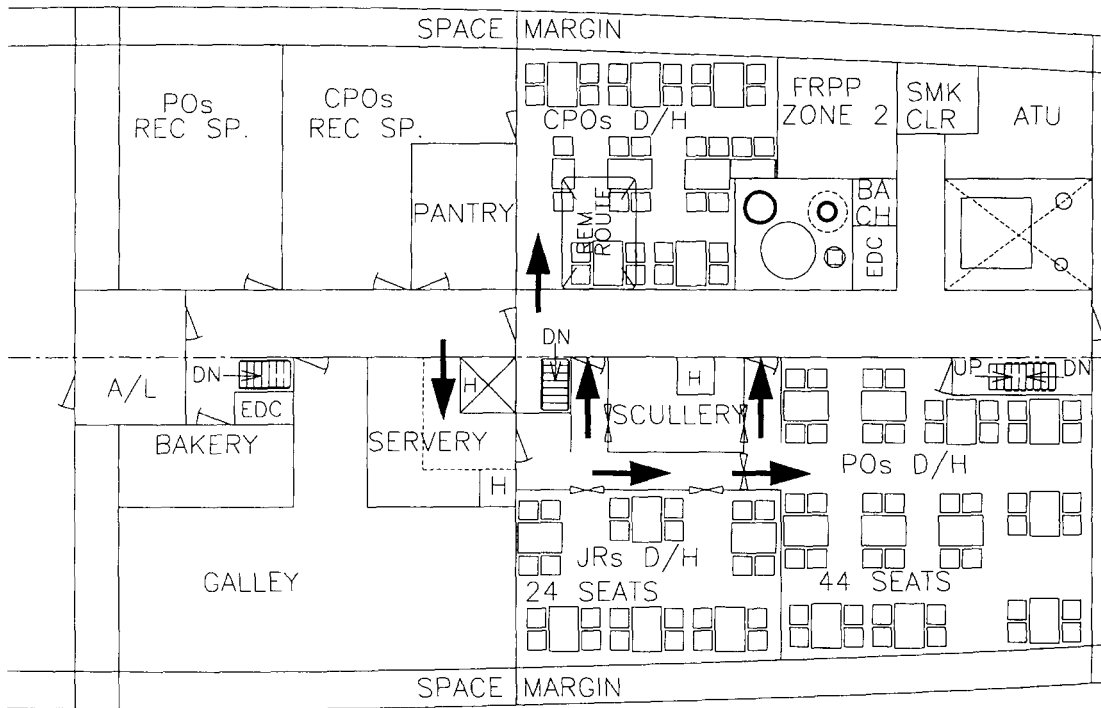 SPACE MARGIN
POs
REC SP.
CPOs
REC SP.
CPOs D/H
FRPP
ZONE 2
SMK
CLR
ATU
PANTRY
REM
ROUTE
BA
CH
EDC
DN
A/L
DN
EDC
BAKERY
SERVERY
H
H
SCULLERY
H
UP
DN
POs D/H
GALLEY
JRs D/H
24 SEATS
44 SEATS
SPACE MARGIN